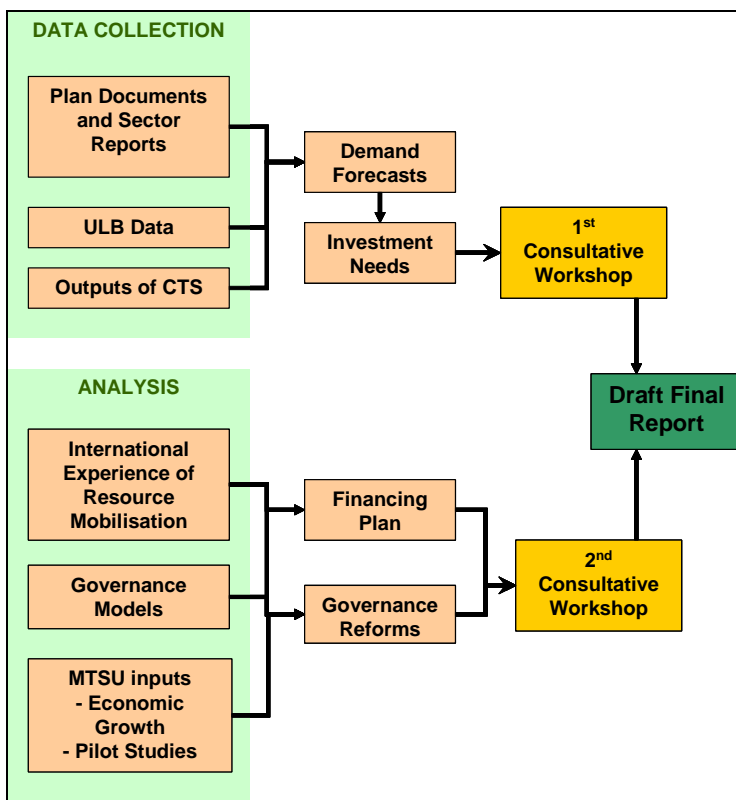 DATA COLLECTION
Plan Documents
and Sector
Reports
ULB Data
Outputs of CTS
Demand
Forecasts
Investment
Needs
1st
Consultative
Workshop
Draft Final
Report
ANALYSIS
International
Experience of
Resource
Mobilisation
Governance
Models
MTSU inputs
- Economic
Growth
- Pilot Studies
Financing
Plan
Governance
Reforms
2nd
Consultative
Workshop